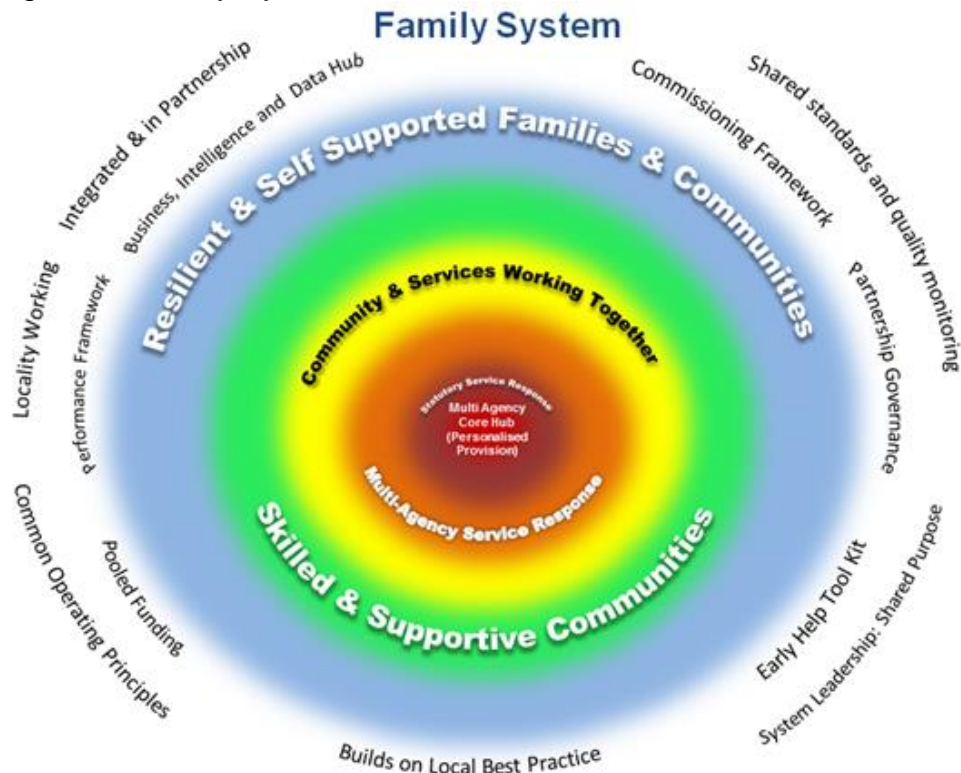 Family System
Integrated & in Partnership
Business, Intelligence and Data Hub
Commissioning Framework
Shared standards and quality monitoring
Resilient & Self Supported Families & Communities
Locality Working
Performance Framework
Partnership Governance
Community & Services Working Together
Statutory Service Response
Multi Agency
Core Hub
(Personalised
Provision)
Multi-Agency Service Response
Skilled & Supportive Communities
Common Operating Principles
Pooled Funding
Early Help Tool Kit
System Leadership: Shared Purpose
Builds on Local Best Practice